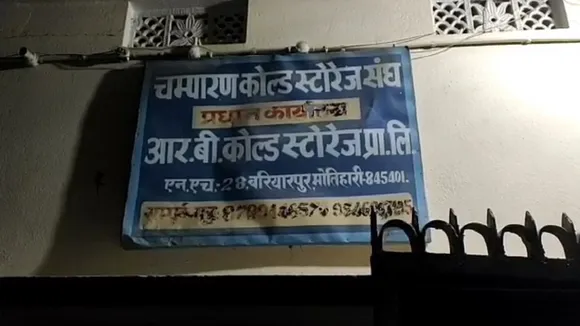 चम्पारण कोल्ड स्टोरेज संघ
प्रधान कार्यालय
आर.बी.कोल्ड स्टोरेज प्रा.लि.
एन.एच.-28,बरियारपुर,मोतिहारी-845401.